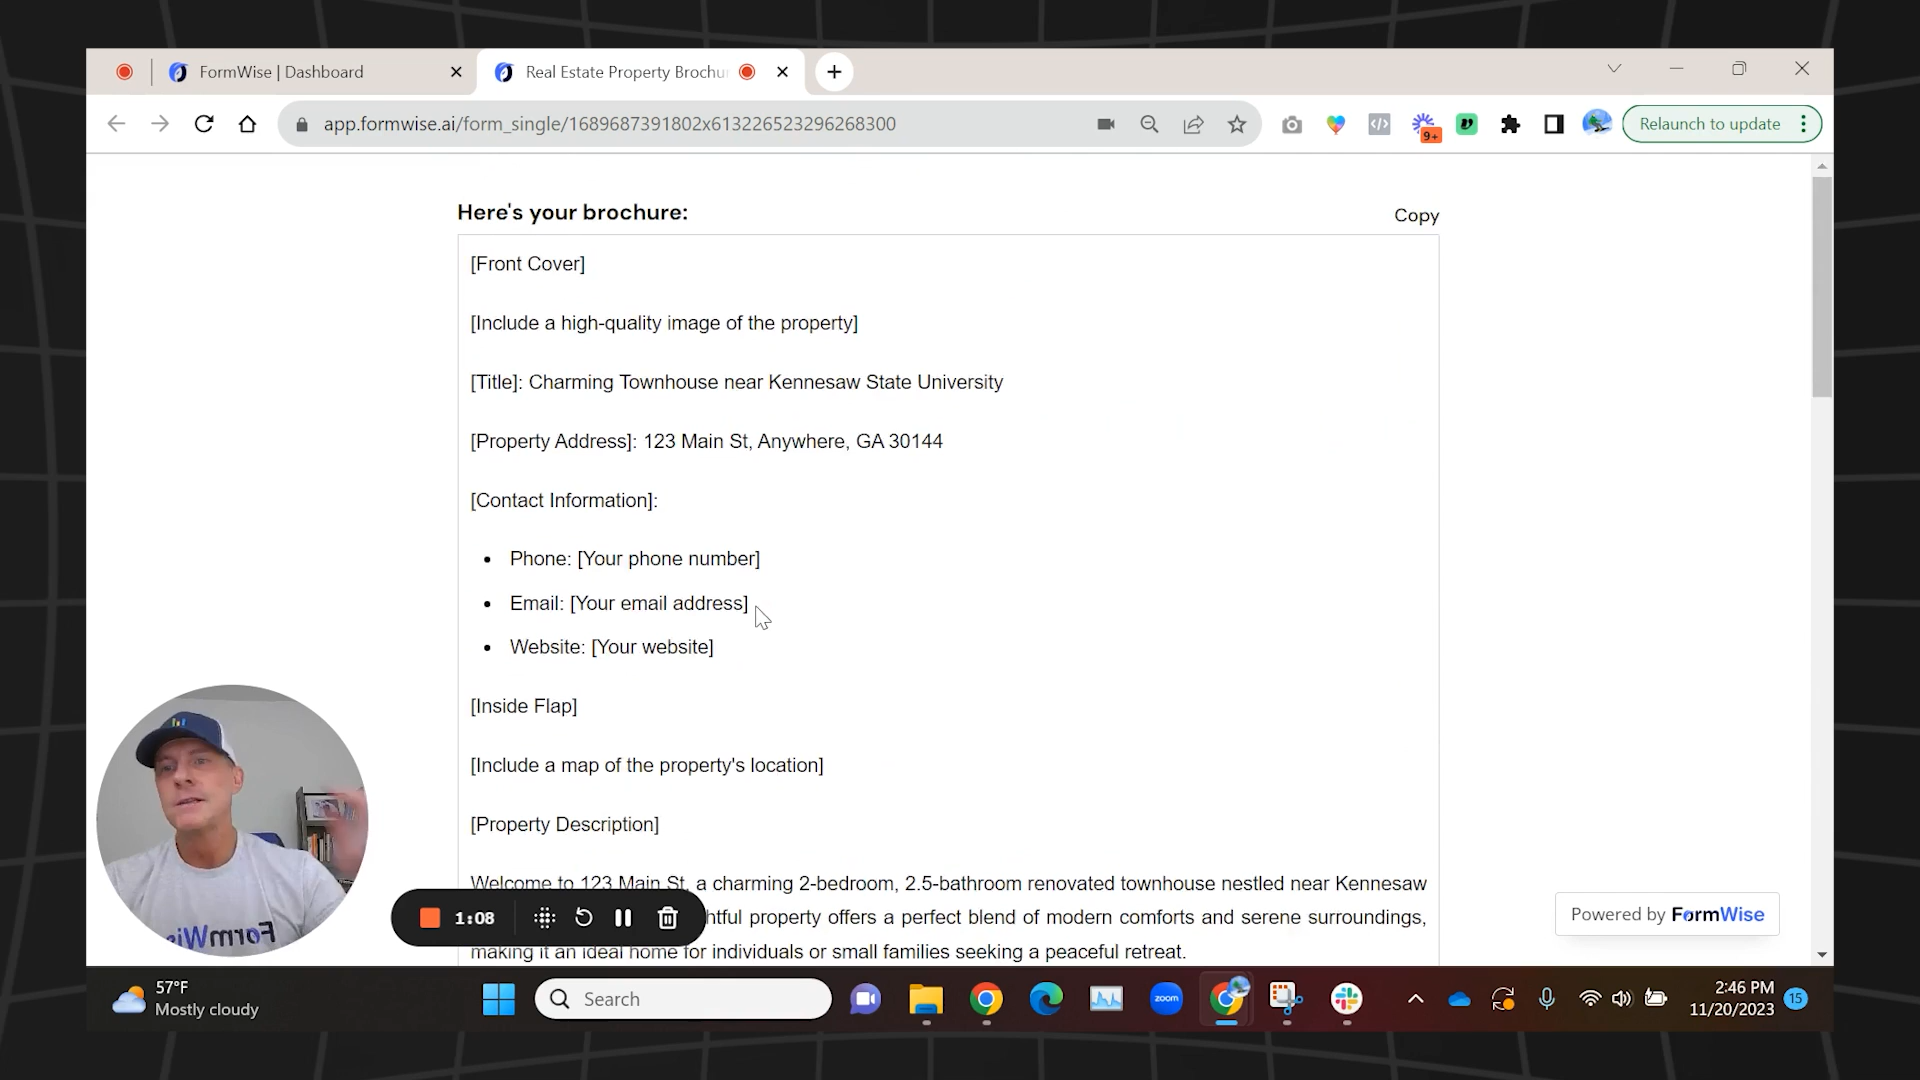 FormWise | Dashboard
Real Estate Property Brochu
app.formwise.ai/form_single/1689687391802x613226523296268300
9+
Relaunch to update
Here's your brochure:
Copy
[Front Cover]
[Include a high-quality image of the property]
[Title]: Charming Townhouse near Kennesaw State University
[Property Address]: 123 Main St, Anywhere, GA 30144
[Contact Information]:
• Phone: [Your phone number]
• Email: [Your email address]
• Website: [Your website]
[Inside Flap]
[Include a map of the property's location]
[Property Description]
Welcome to 123 Main St, a charming 2-bedroom, 2.5-bathroom renovated townhouse nestled near Kennesaw
htful property offers a perfect blend of modern comforts and serene surroundings,
making it an ideal home for individuals or small families seeking a peaceful retreat.
FormWis
1:08
Powered by FormWise
57°F
Mostly cloudy
Search
zoom
2:46 PM
11/20/2023
15